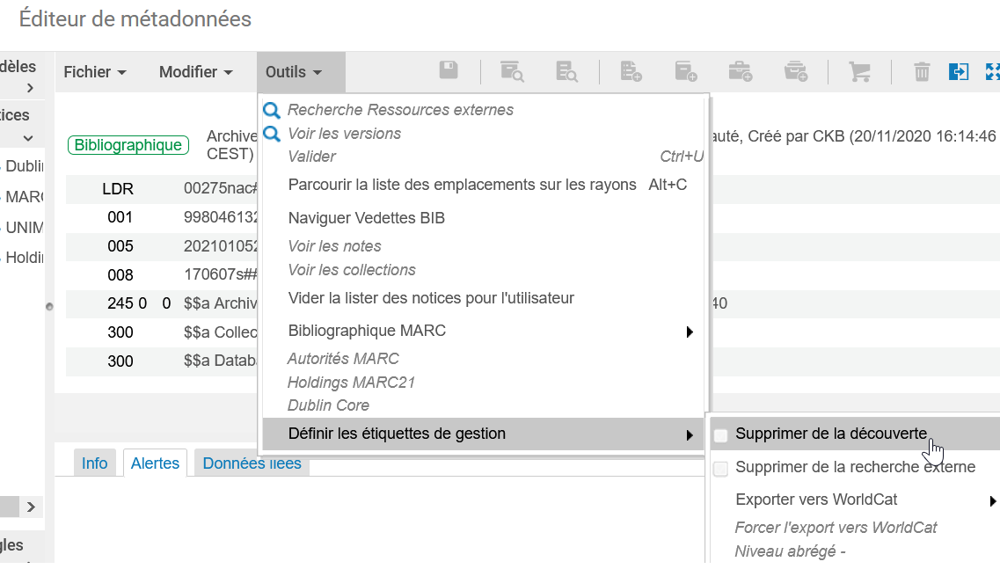 Éditeur de métadonnées
dèles
Fichier
Modifier
Outils
tices
Bibliographique
Archive
CEST)
auté, Créé par CKB (20/11/2020 16:14:46
Dublin
MARC
UNIM
Holdin
LDR 00275nac#
001 998046132
005 202101052
008 170607s##
245 0 0 $$a Archiv
40
300 $$a Collec
300 $$a Datab
Recherche Ressources externes
Voir les versions
Valider Ctrl+U
Parcourir la liste des emplacements sur les rayons Alt+C
Naviguer Vedettes BIB
Voir les notes
Voir les collections
Vider la lister des notices pour l'utilisateur
Bibliographique MARC
Autorités MARC
Holdings MARC21
Dublin Core
Définir les étiquettes de gestion
Supprimer de la découverte
Supprimer de la recherche externe
Exporter vers WorldCat
Forcer l'export vers WorldCat
Niveau abrégé -
Info
Alertes
Données liées
gles